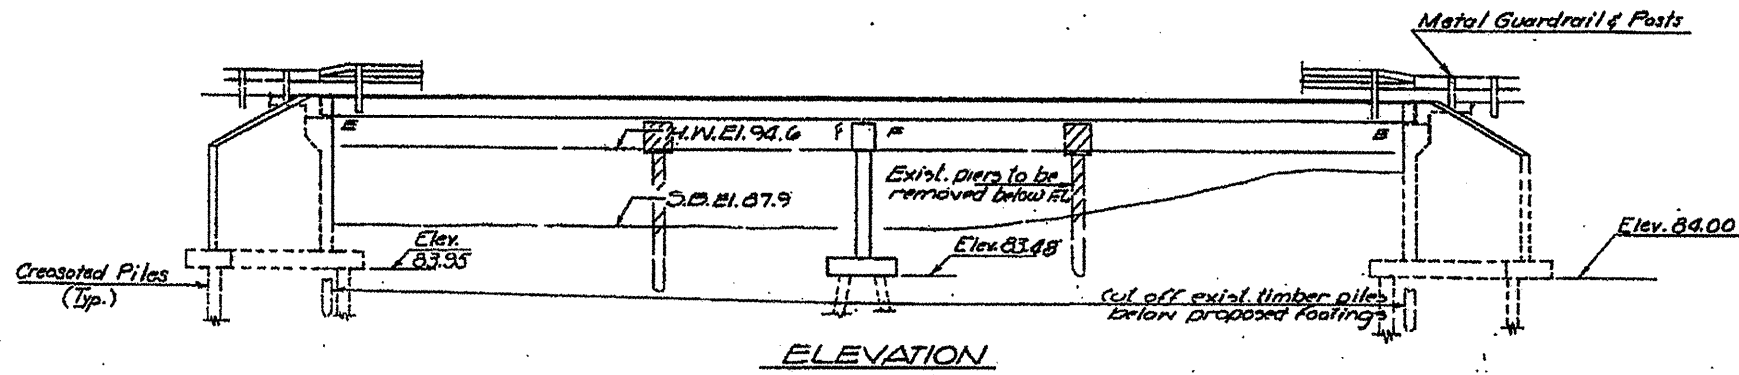 Metal Guardrail & Posts
E
H.W.El.94.6
F
F
E
Exist. piers to be
removed below El.
S.B.El.87.9
Elev.
83.95
Elev. 83.48
Elev. 84.00
Creosoted Piles
(Typ.)
Cut off exist. timber piles
below proposed footings
ELEVATION